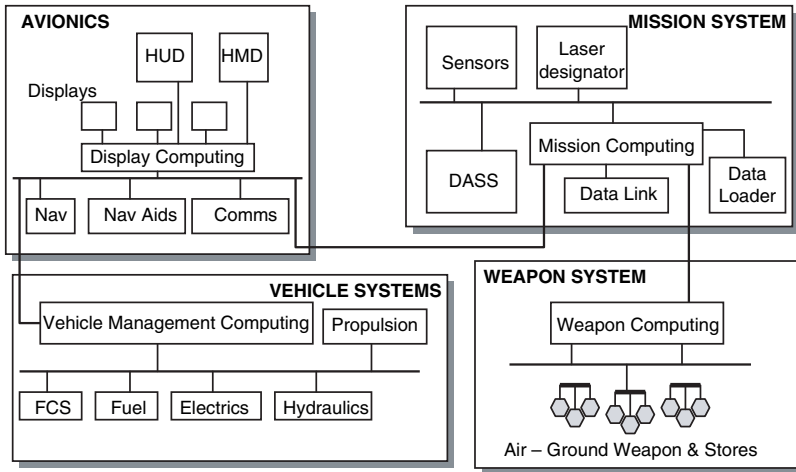 AVIONICS
HUD
HMD
Displays
Display Computing
Nav
Nav Aids
Comms
MISSION SYSTEM
Sensors
Laser
designator
Mission Computing
DASS
Data Link
Data
Loader
VEHICLE SYSTEMS
Vehicle Management Computing
Propulsion
FCS
Fuel
Electrics
Hydraulics
WEAPON SYSTEM
Weapon Computing
Air – Ground Weapon & Stores